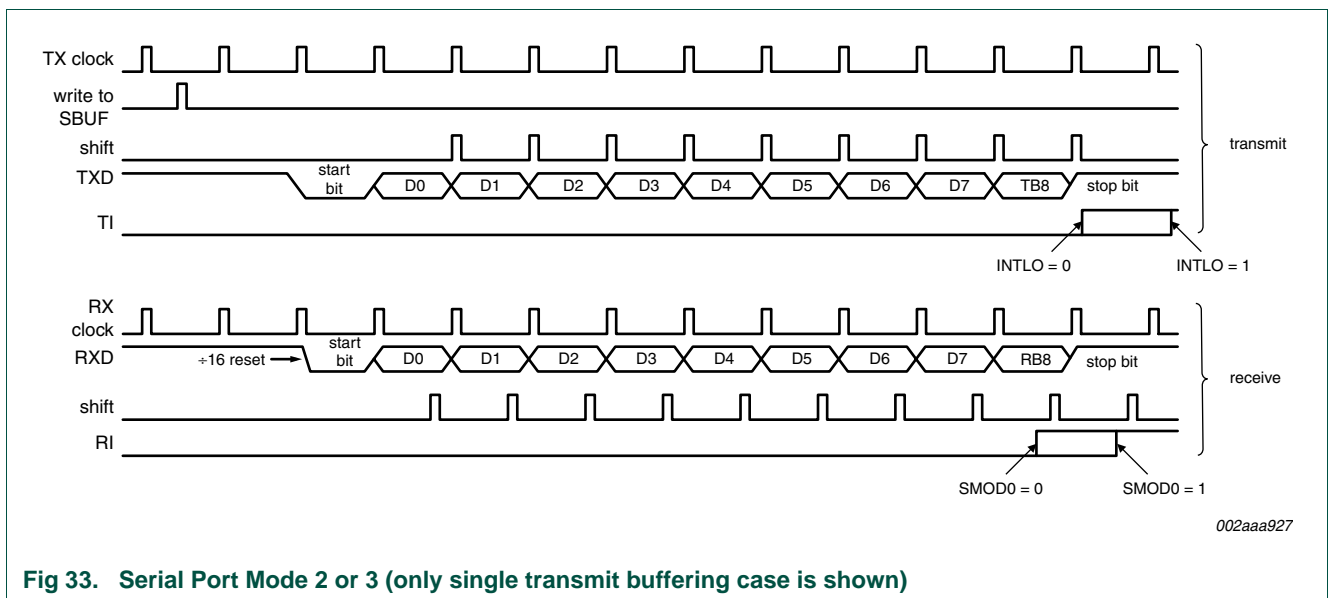 TX clock
write to
SBUF
shift
transmit
TXD
start
bit
D0 D1 D2 D3 D4 D5 D6 D7 TB8 stop bit
TI
INTLO = 0 INTLO = 1
RX
clock
RXD
÷16 reset
start
bit
D0 D1 D2 D3 D4 D5 D6 D7 RB8 stop bit
receive
shift
RI
SMOD0 = 0 SMOD0 = 1
002aaa927
Fig 33. Serial Port Mode 2 or 3 (only single transmit buffering case is shown)